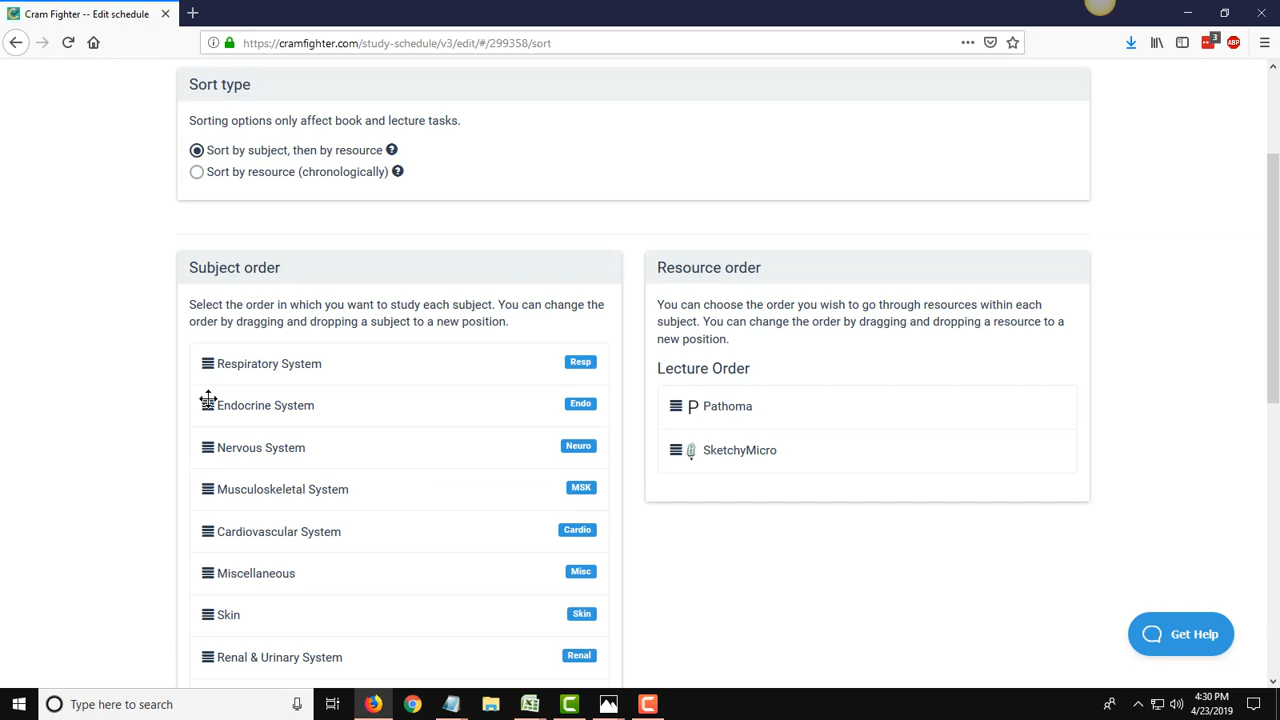 Cram Fighter -- Edit schedule
https://cramfighter.com/study-schedule/v3/edit/#/299358/sort
3
ABP
Sort type
Sorting options only affect book and lecture tasks.
Sort by subject, then by resource
Sort by resource (chronologically)
Subject order
Select the order in which you want to study each subject. You can change the
order by dragging and dropping a subject to a new position.
Respiratory System Resp
Endocrine System Endo
Nervous System Neuro
Musculoskeletal System MSK
Cardiovascular System Cardio
Miscellaneous Misc
Skin Skin
Renal & Urinary System Renal
Resource order
You can choose the order you wish to go through resources within each
subject. You can change the order by dragging and dropping a resource to a
new position.
Lecture Order
P Pathoma
SketchyMicro
Get Help
Type here to search
4:30 PM
4/23/2019